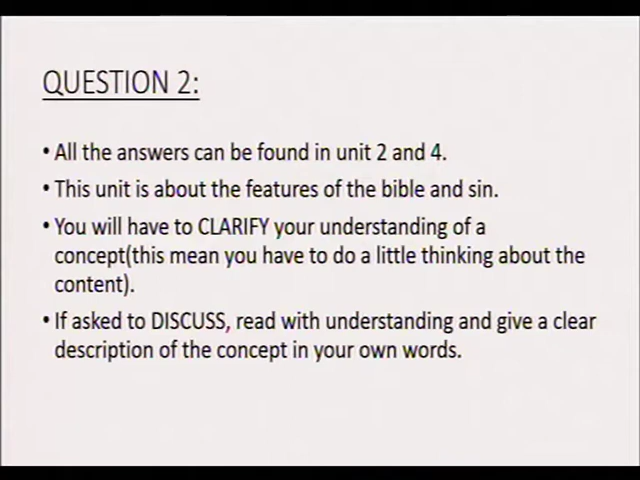 QUESTION 2:
• All the answers can be found in unit 2 and 4.
• This unit is about the features of the bible and sin.
• You will have to CLARIFY your understanding of a
concept(this mean you have to do a little thinking about the
content).
• If asked to DISCUSS, read with understanding and give a clear
description of the concept in your own words.